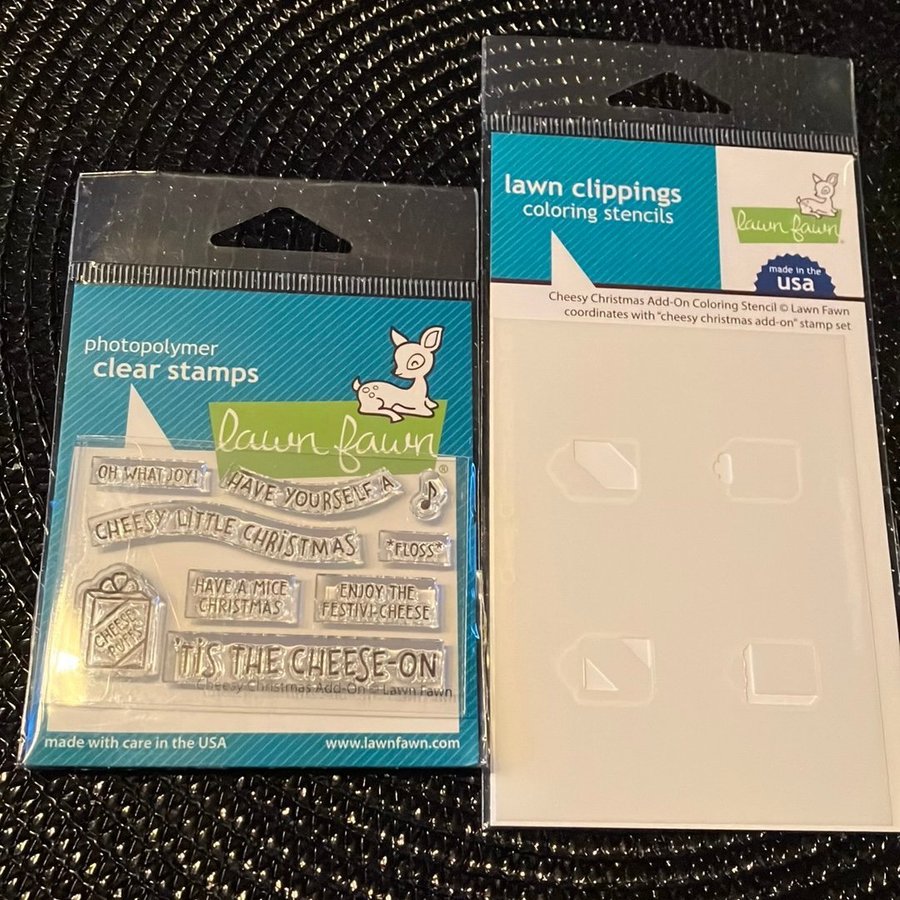 photopolymer
clear stamps
lawn fawn®
OH WHAT JOY!
HAVE YOURSELF A
CHEESY LITTLE CHRISTMAS
*FLOSS*
CHEESE
PUFFS
HAVE A MICE
CHRISTMAS
ENJOY THE
FESTIVI-CHEESE
'TIS THE CHEESE-ON
Cheesy Christmas Add-On © Lawn Fawn
made with care in the USA
www.lawnfawn.com
lawn clippings
coloring stencils
lawn fawn®
made in the
usa
Cheesy Christmas Add-On Coloring Stencil © Lawn Fawn
coordinates with "cheesy christmas add-on" stamp set